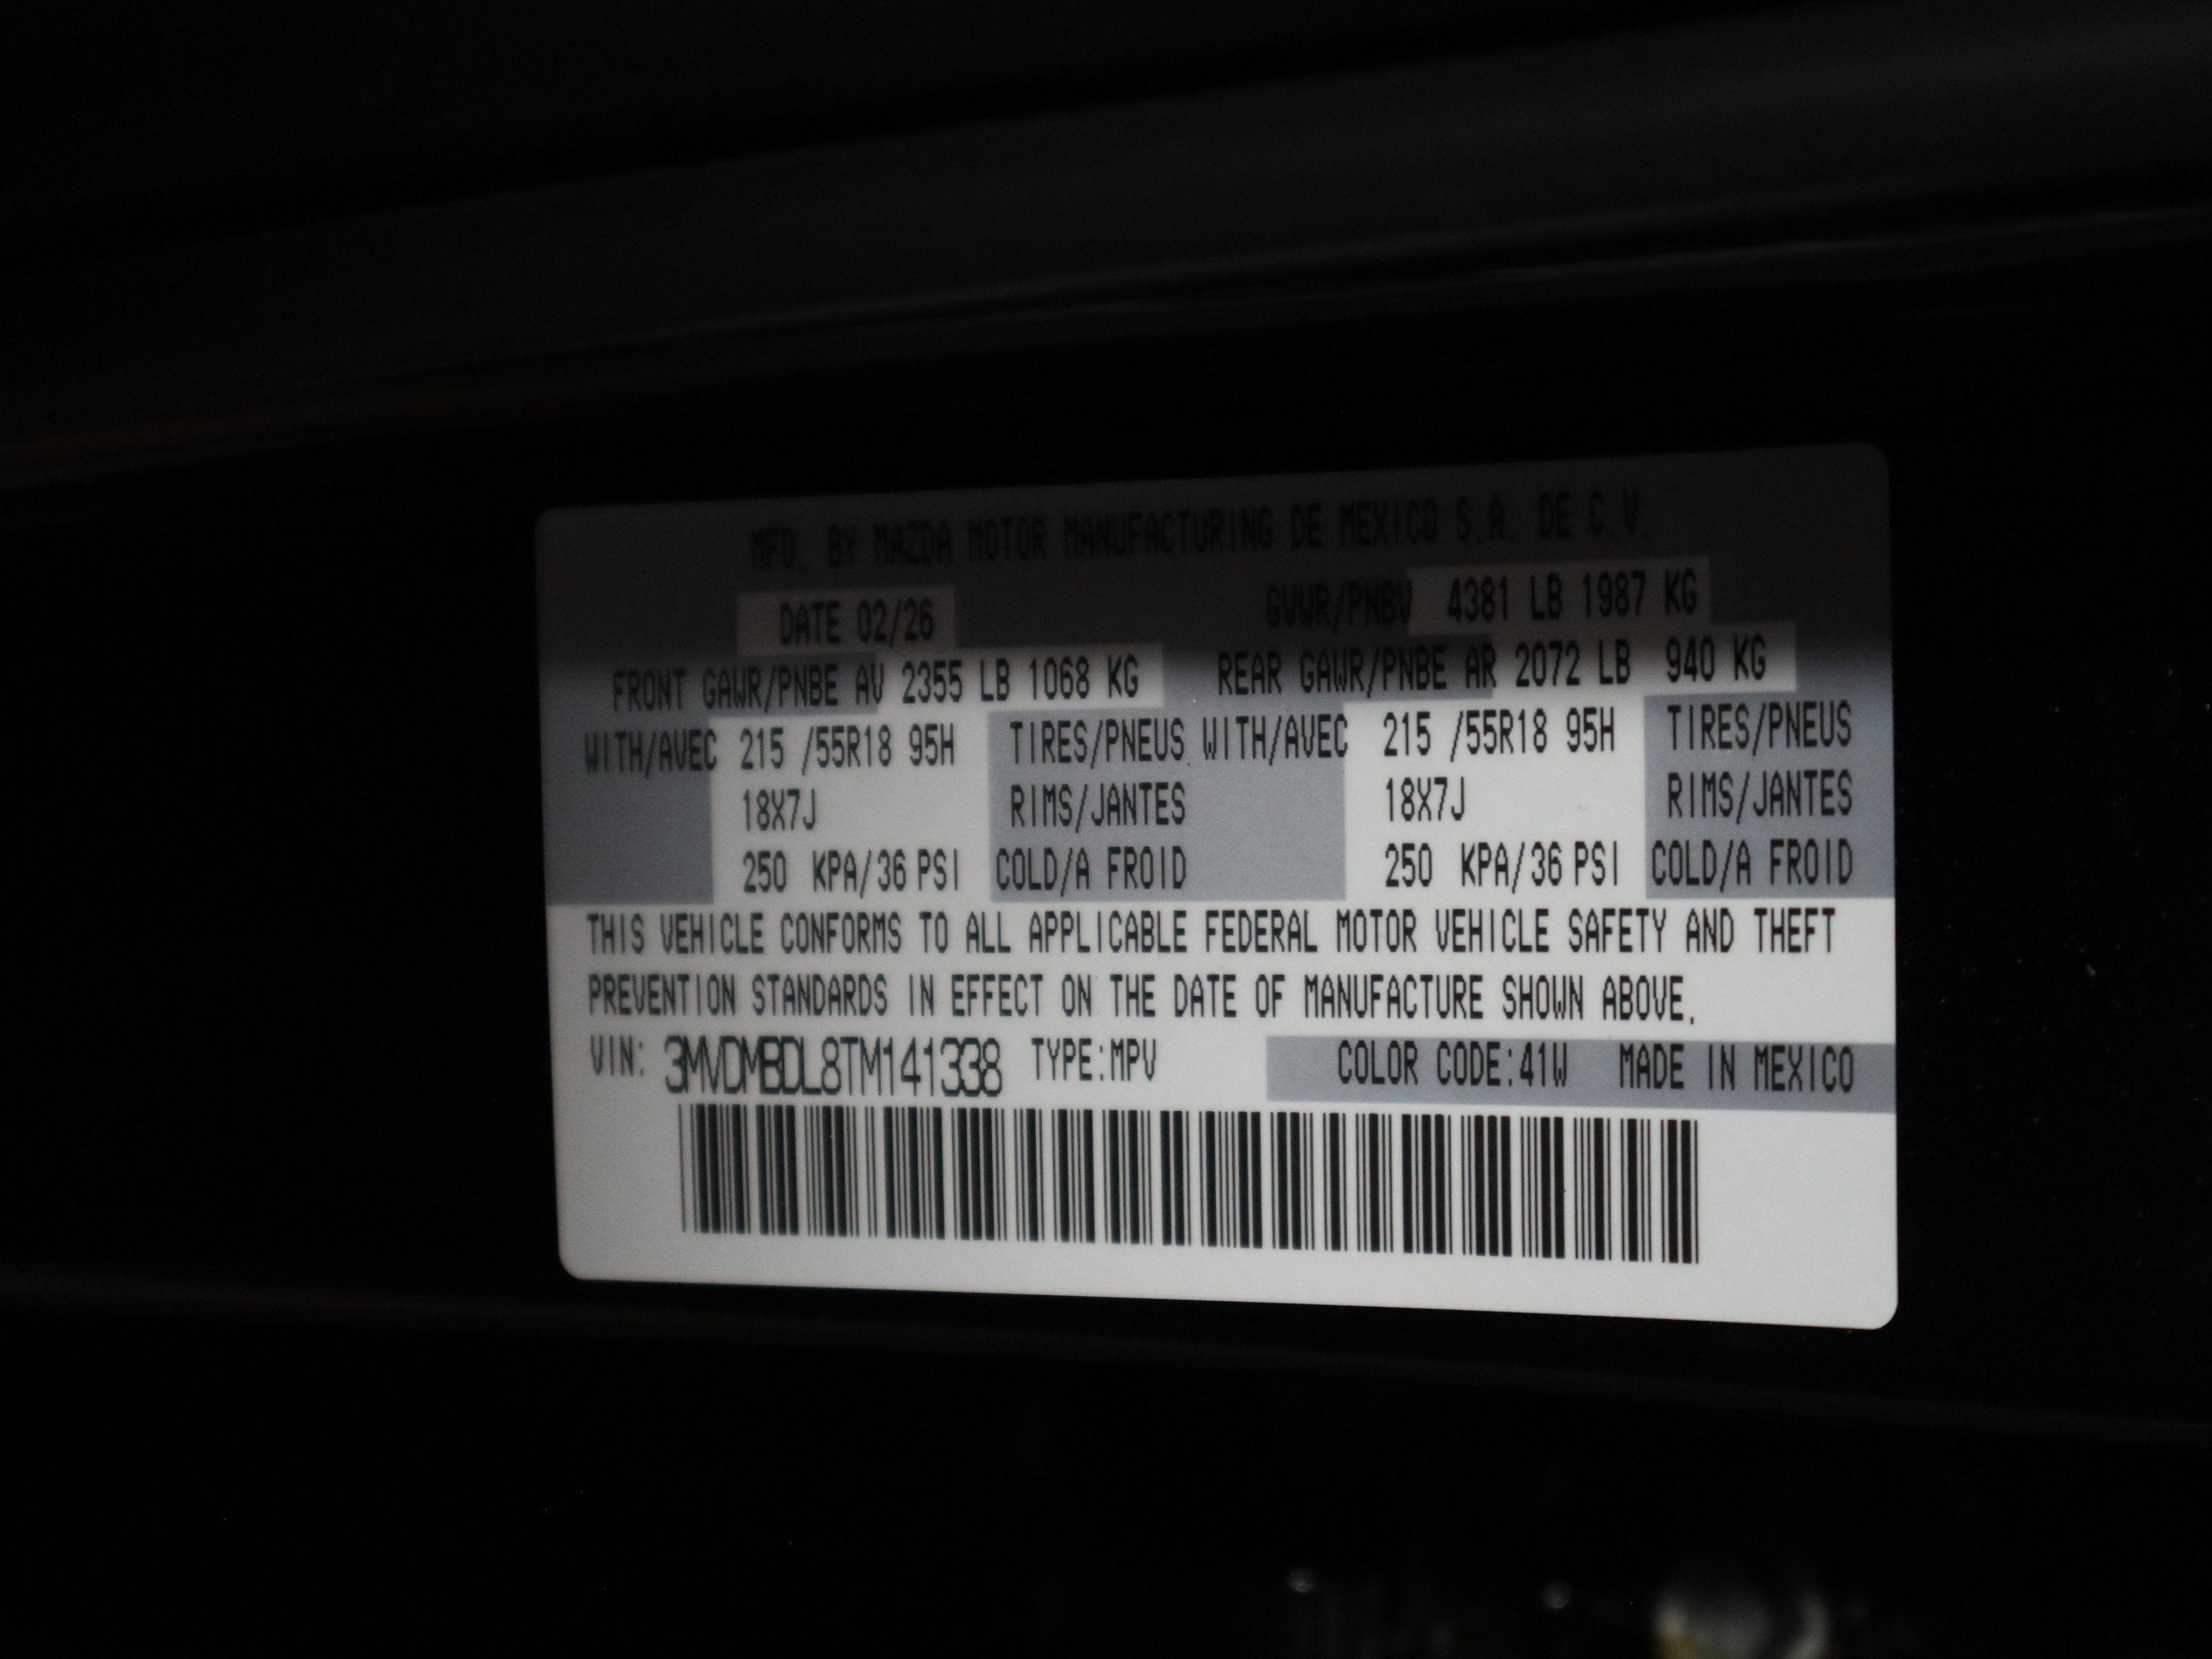 MFD. BY MAZDA MOTOR MANUFACTURING DE MEXICO S.A. DE C.V.
DATE 02/26 GVWR/PNBV 4381 LB 1987 KG
FRONT GAWR/PNBE AV 2355 LB 1068 KG REAR GAWR/PNBE AR 2072 LB 940 KG
WITH/AVEC 215 /55R18 95H TIRES/PNEUS WITH/AVEC 215 /55R18 95H TIRES/PNEUS
18X7J RIMS/JANTES 18X7J RIMS/JANTES
250 KPA/36 PSI COLD/A FROID 250 KPA/36 PSI COLD/A FROID
THIS VEHICLE CONFORMS TO ALL APPLICABLE FEDERAL MOTOR VEHICLE SAFETY AND THEFT
PREVENTION STANDARDS IN EFFECT ON THE DATE OF MANUFACTURE SHOWN ABOVE.
VIN: 3MVDMBDL8TM141338 TYPE:MPV COLOR CODE:41W MADE IN MEXICO